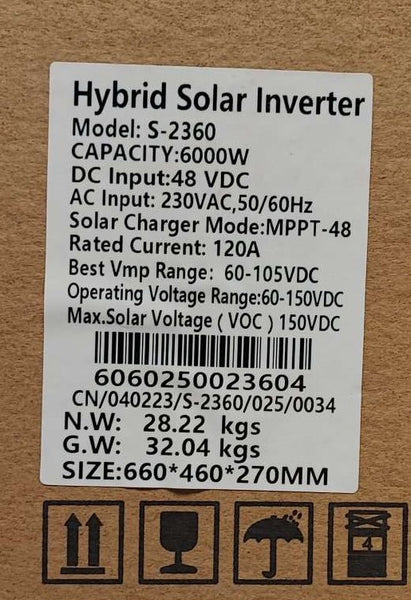 Hybrid Solar Inverter
Model: S-2360
CAPACITY:6000W
DC Input:48 VDC
AC Input: 230VAC,50/60Hz
Solar Charger Mode:MPPT-48
Rated Current: 120A
Best Vmp Range: 60-105VDC
Operating Voltage Range:60-150VDC
Max.Solar Voltage ( VOC ) 150VDC
6060250023604
CN/040223/S-2360/025/0034
N.W: 28.22 kgs
G.W: 32.04 kgs
SIZE:660*460*270MM
4